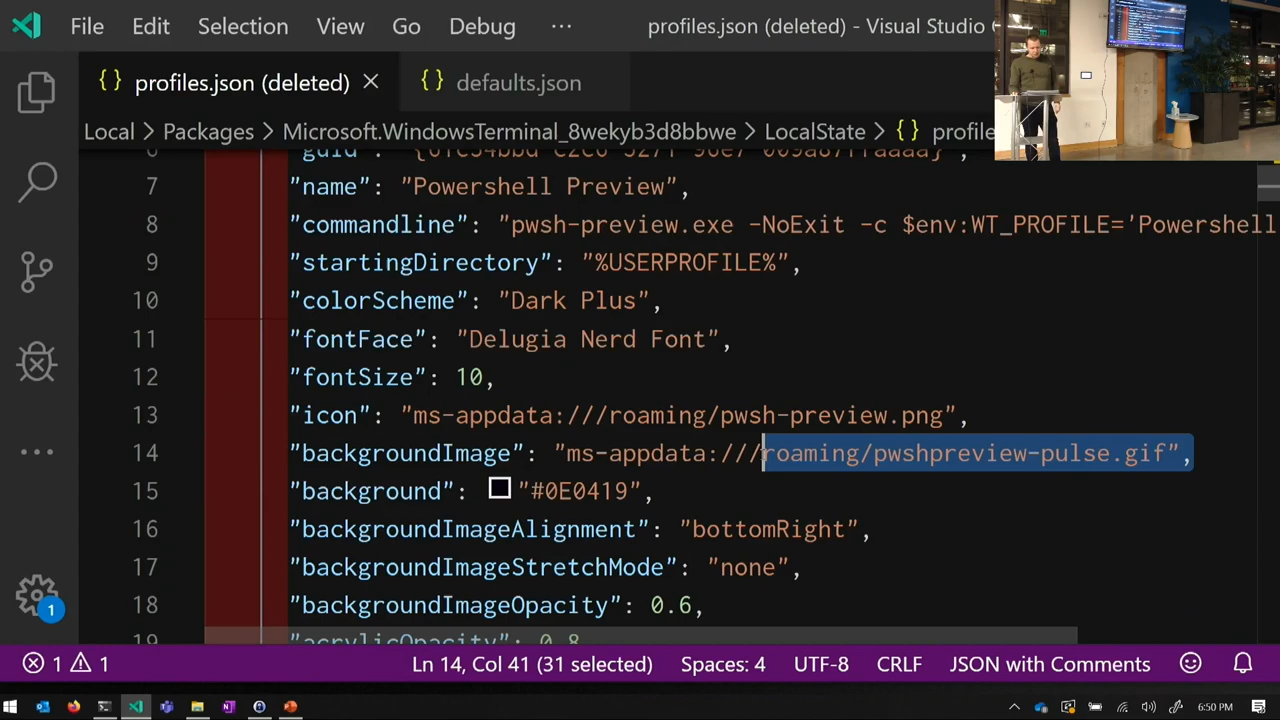 File Edit Selection View Go Debug ··· profiles.json (deleted) - Visual Studio
{} profiles.json (deleted) × {} defaults.json
Local > Packages > Microsoft.WindowsTerminal_8wekyb3d8bbwe > LocalState > {} profile
6
7 "name": "Powershell Preview",
8 "commandline": "pwsh-preview.exe -NoExit -c $env:WT_PROFILE='Powershell
9 "startingDirectory": "%USERPROFILE%",
10 "colorScheme": "Dark Plus",
11 "fontFace": "Delugia Nerd Font",
12 "fontSize": 10,
13 "icon": "ms-appdata:///roaming/pwsh-preview.png",
14 "backgroundImage": "ms-appdata:///roaming/pwshpreview-pulse.gif",
15 "background": "#0E0419",
16 "backgroundImageAlignment": "bottomRight",
17 "backgroundImageStretchMode": "none",
18 "backgroundImageOpacity": 0.6,
19 "acrylicOpacity": 0.8
1
1 1 Ln 14, Col 41 (31 selected) Spaces: 4 UTF-8 CRLF JSON with Comments
6:50 PM